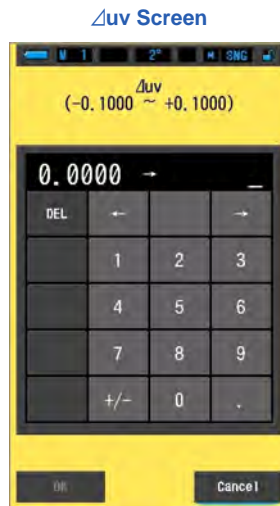 ⊿uv Screen
M 1 2° M SNG
⊿uv
(-0.1000 ~ +0.1000)
0.0000 → _
DEL ← →
1 2 3
4 5 6
7 8 9
+/- 0 .
OK Cancel